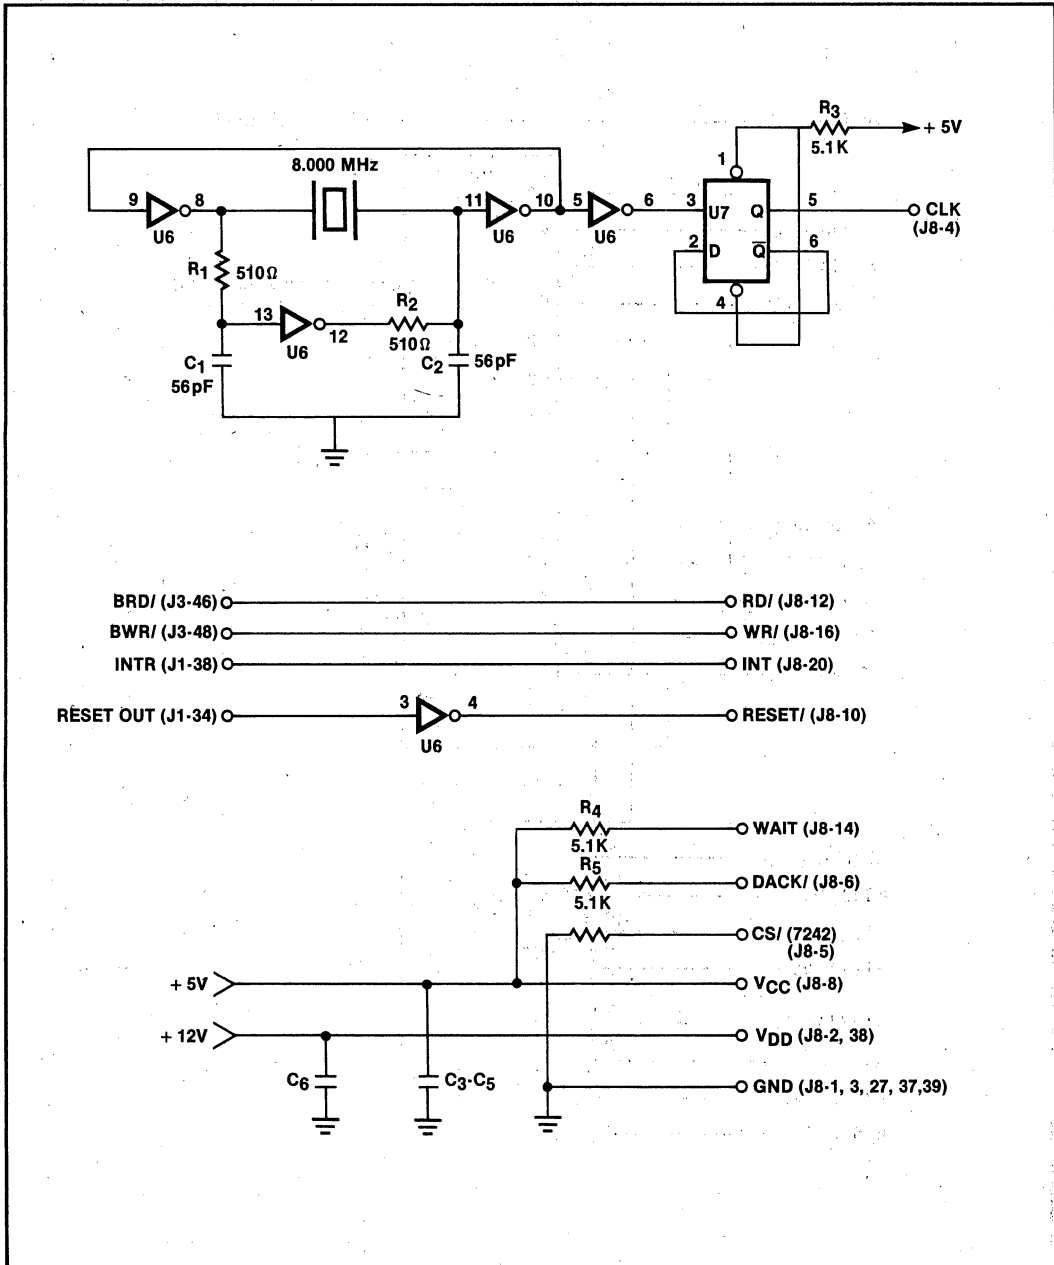 R3
5.1K
+ 5V
1
8.000 MHz
9 8 11 10 5 6 3 U7 Q 5 CLK
(J8-4)
U6 U6 U6
2 D Q̅ 6
4
R1 510Ω
13 12
U6
R2
510Ω
C1
56pF
C2 56pF
BRD/ (J3-46) RD/ (J8-12)
BWR/ (J3-48) WR/ (J8-16)
INTR (J1-38) INT (J8-20)
RESET OUT (J1-34) 3 4 RESET/ (J8-10)
U6
R4
5.1K
WAIT (J8-14)
R5
5.1K
DACK/ (J8-6)
CS/ (7242)
(J8-5)
+ 5V VCC (J8-8)
+ 12V VDD (J8-2, 38)
C6 C3-C5 GND (J8-1, 3, 27, 37,39)